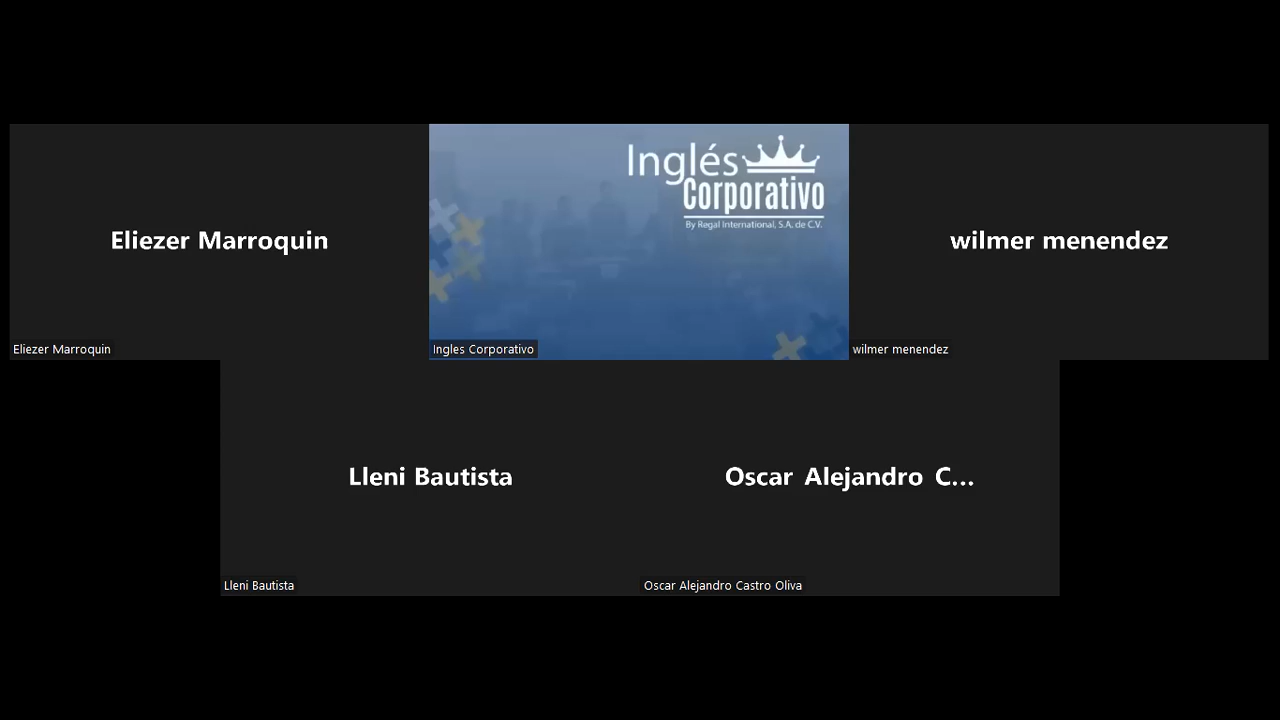 Inglés
Corporativo
By Regal International, S.A. de C.V.
Eliezer Marroquin
wilmer menendez
Eliezer Marroquin
Ingles Corporativo
wilmer menendez
Lleni Bautista
Oscar Alejandro C...
Lleni Bautista
Oscar Alejandro Castro Oliva